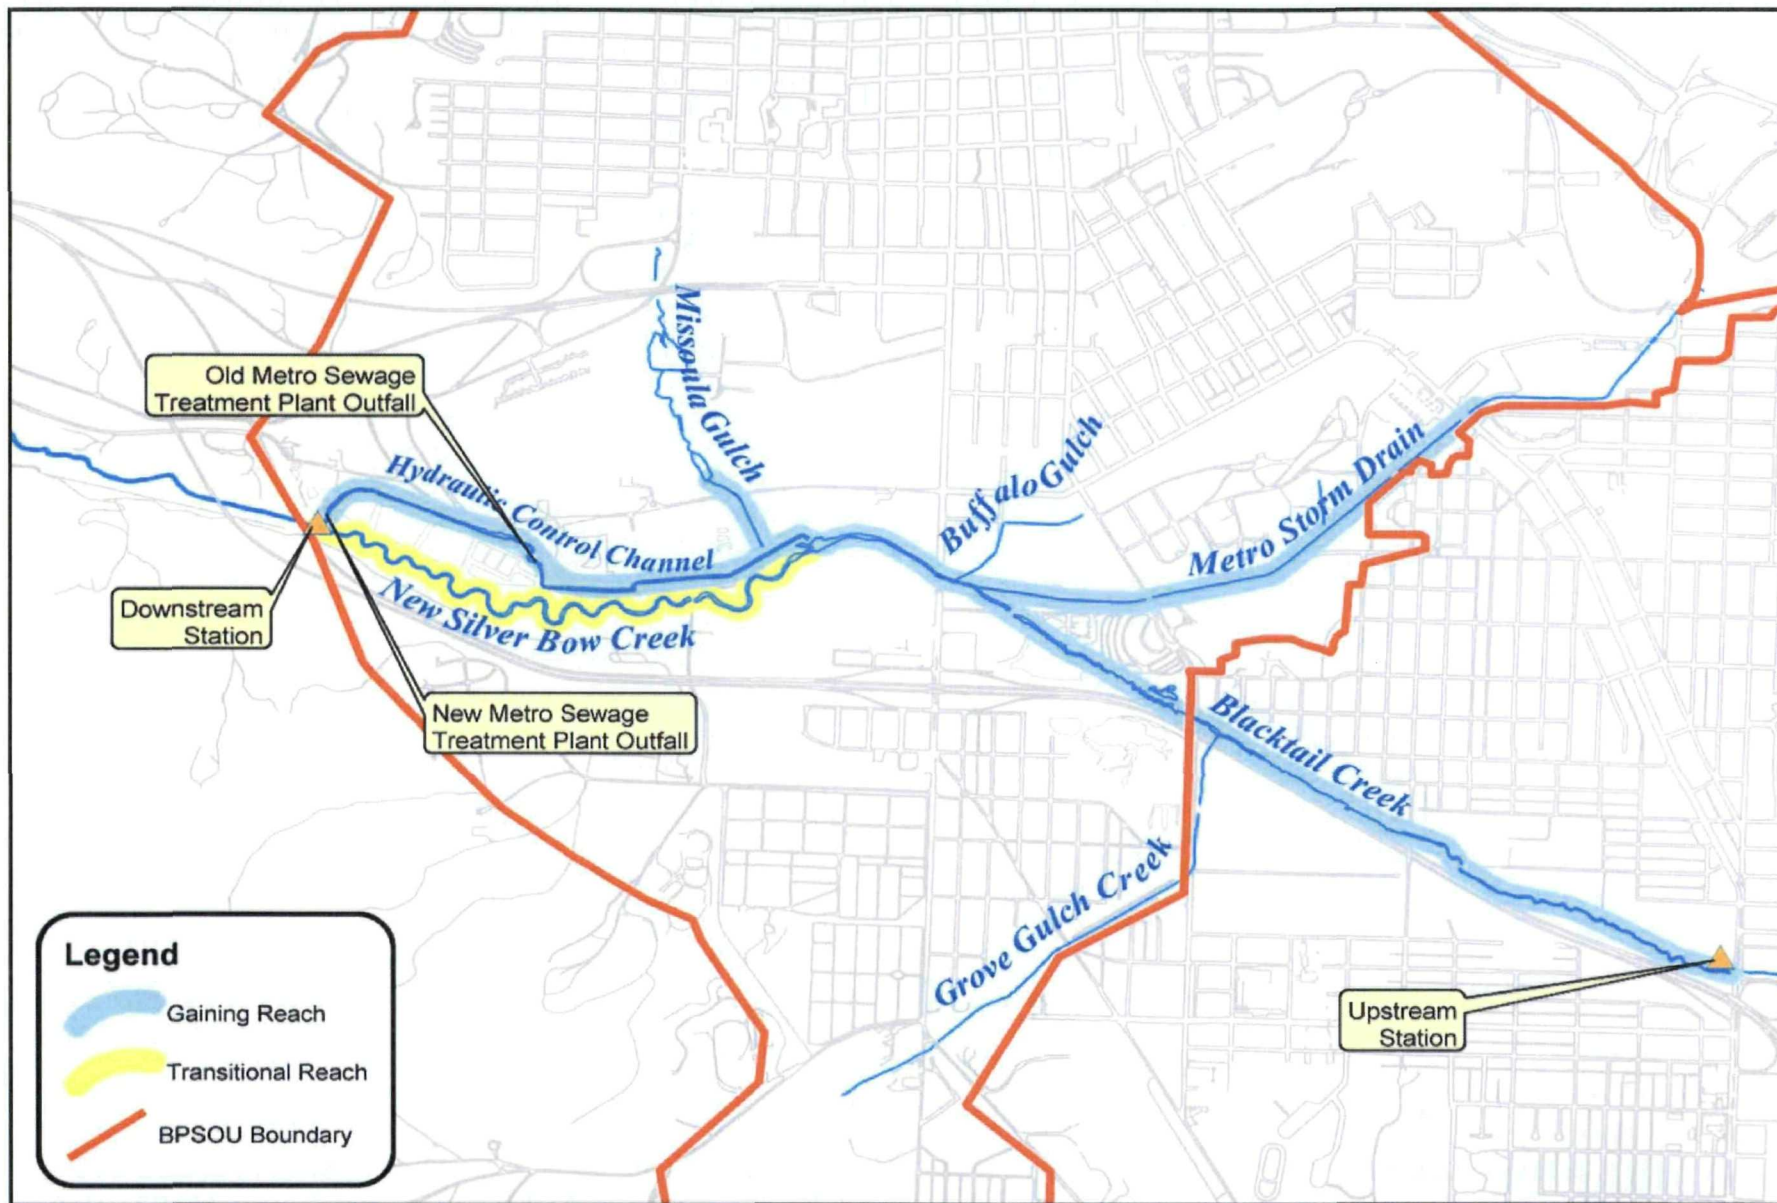 Missoula Gulch
Old Metro Sewage
Treatment Plant Outfall
Hydraulic Control Channel
Buffalo Gulch
Metro Storm Drain
Downstream
Station
New Silver Bow Creek
New Metro Sewage
Treatment Plant Outfall
Blacktail Creek
Grove Gulch Creek
Upstream
Station
Legend
Gaining Reach
Transitional Reach
BPSOU Boundary